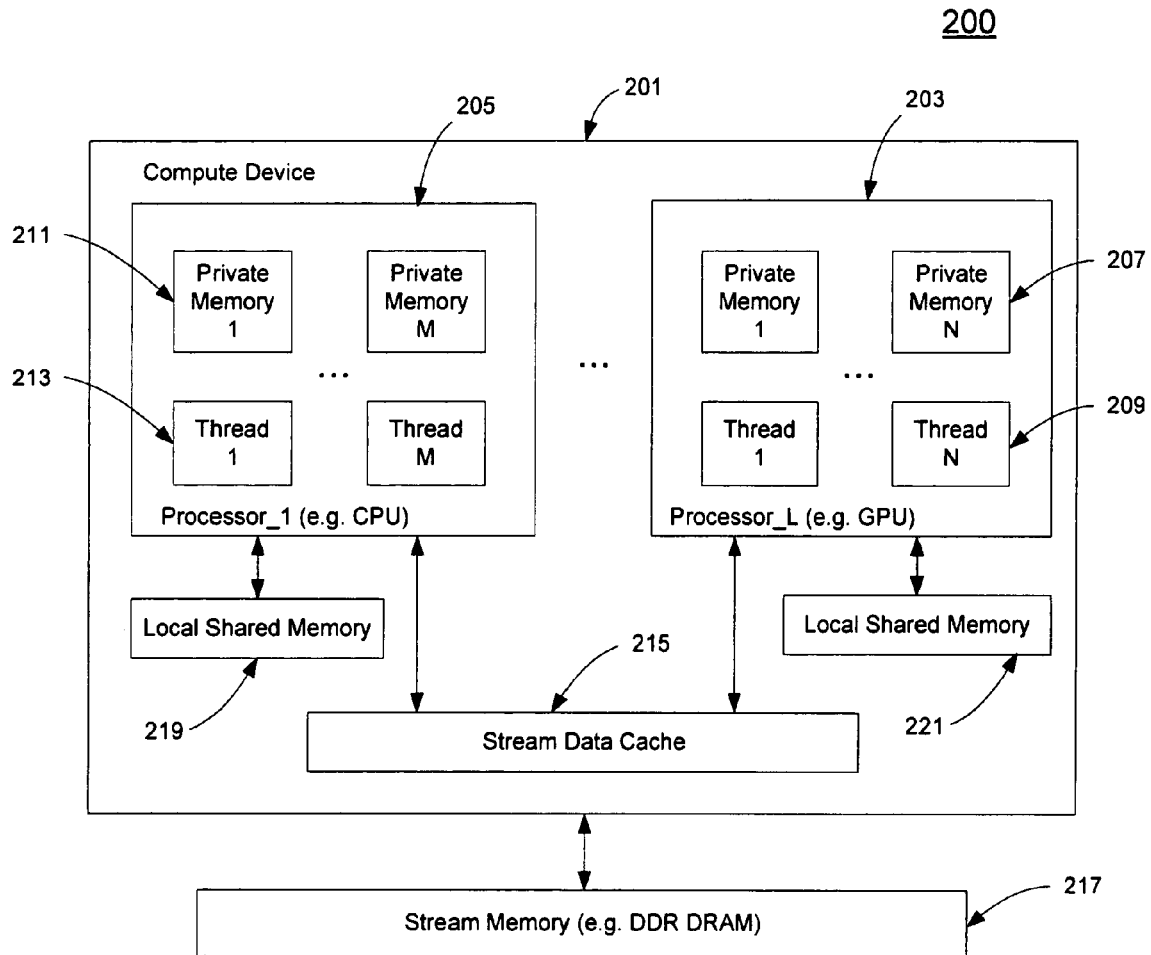 200
201
205
203
Compute Device
211
207
Private Memory 1
Private Memory M
Private Memory 1
Private Memory N
...
...
...
213
209
Thread 1
Thread M
Thread 1
Thread N
Processor_1 (e.g. CPU)
Processor_L (e.g. GPU)
Local Shared Memory
Local Shared Memory
215
219
221
Stream Data Cache
217
Stream Memory (e.g. DDR DRAM)